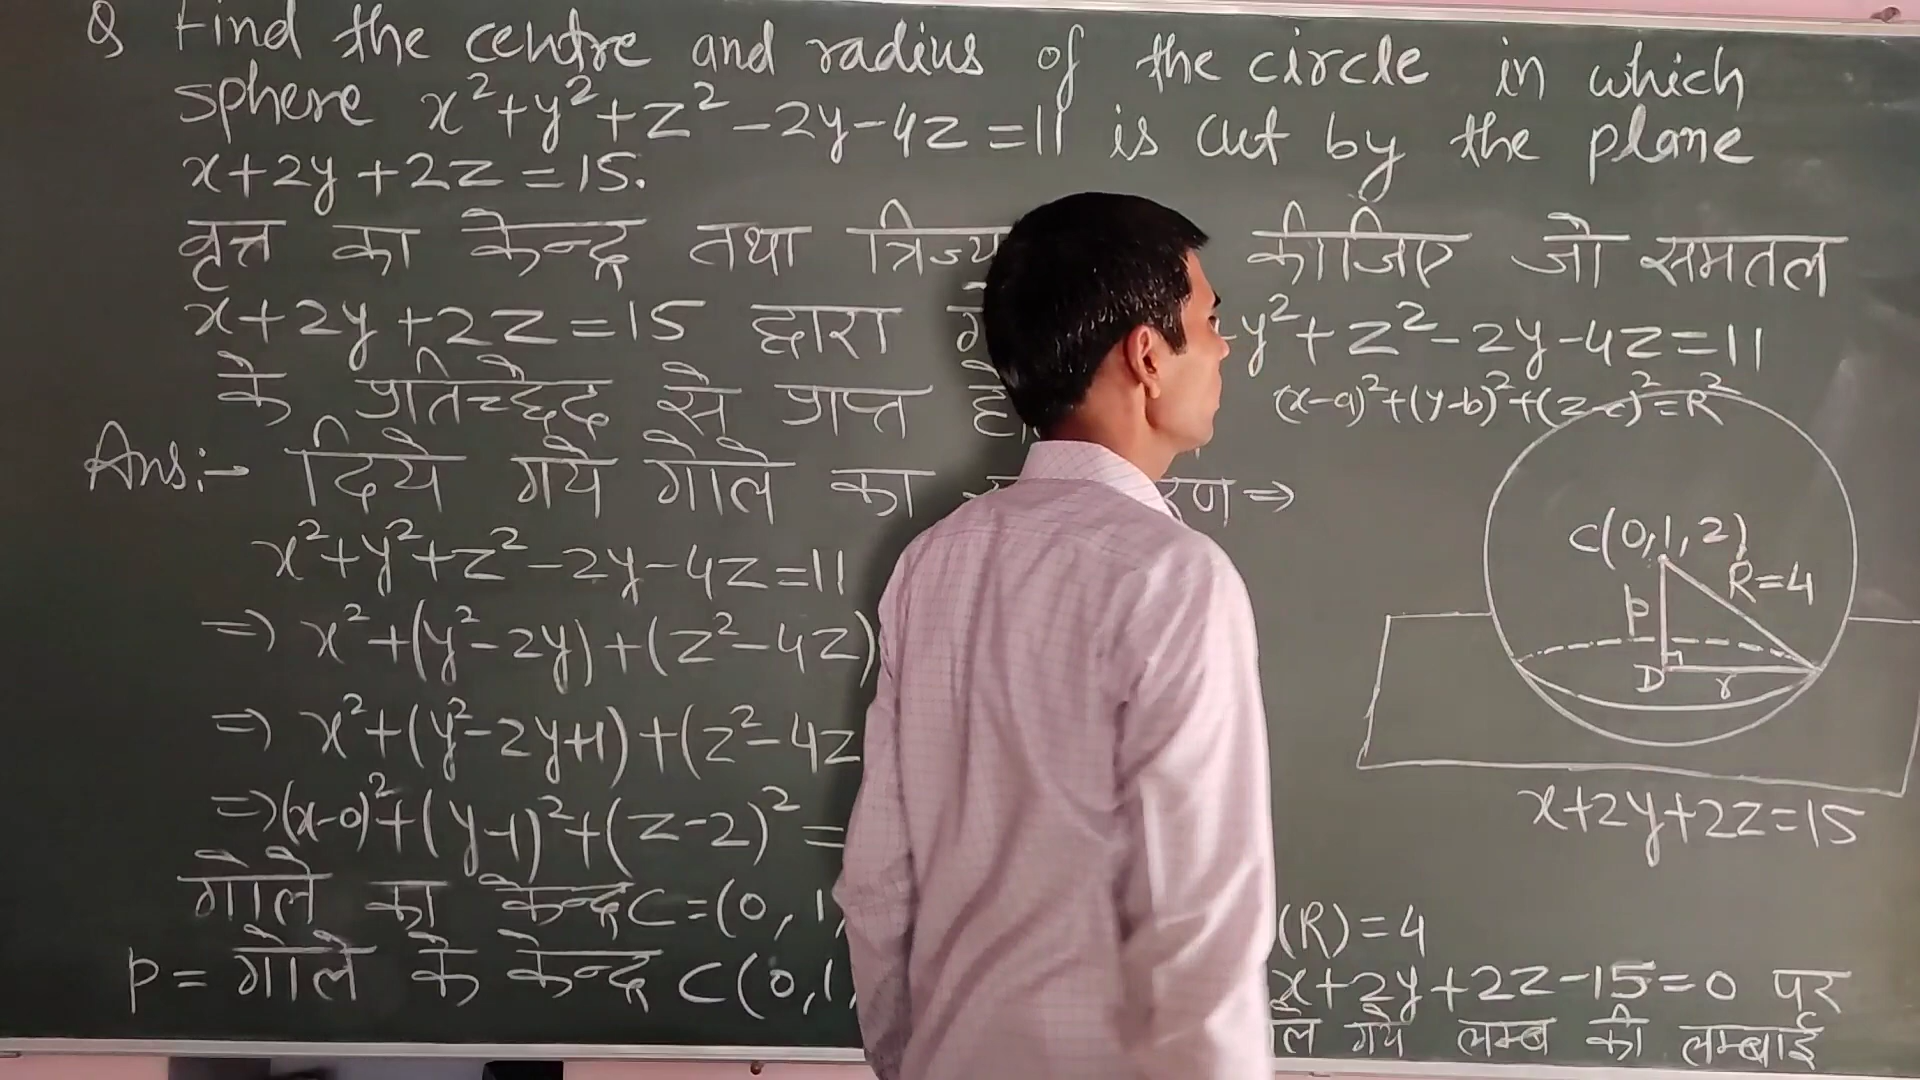 Q Find the centre and radius of the circle in which
sphere x²+y²+z²-2y-4z=11 is cut by the plane
x+2y+2z=15.
वृत्त का केन्द्र तथा कीजिए जो समतल
x+2y+2z=15 द्वारा y²+z²-2y-4z=11
के प्रतिच्छेद से प्राप्त
(x-a)²+(y-b)²+(z-c)²=R²
Ans:→ दिये गये गोले का ⇒
x²+y²+z²-2y-4z=11
⇒ x²+(y²-2y)+(z²-4z)
⇒ x²+(y²-2y+1)+(z²-4z
⇒(x-0)²+(y-1)²+(z-2)²=
गोले का केन्द्र C=(0,1, (R)=4
p= गोले के केन्द्र C(0,1, x+2y+2z-15=0 पर
गये लम्ब की लम्बाई
C(0,1,2)
R=4
p
D
r
x+2y+2z=15